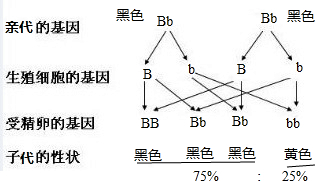 亲代的基因 黑色 Bb Bb 黑色
生殖细胞的基因 B b B b
受精卵的基因 BB Bb Bb bb
子代的性状 黑色 黑色 黑色 黄色
75% : 25%